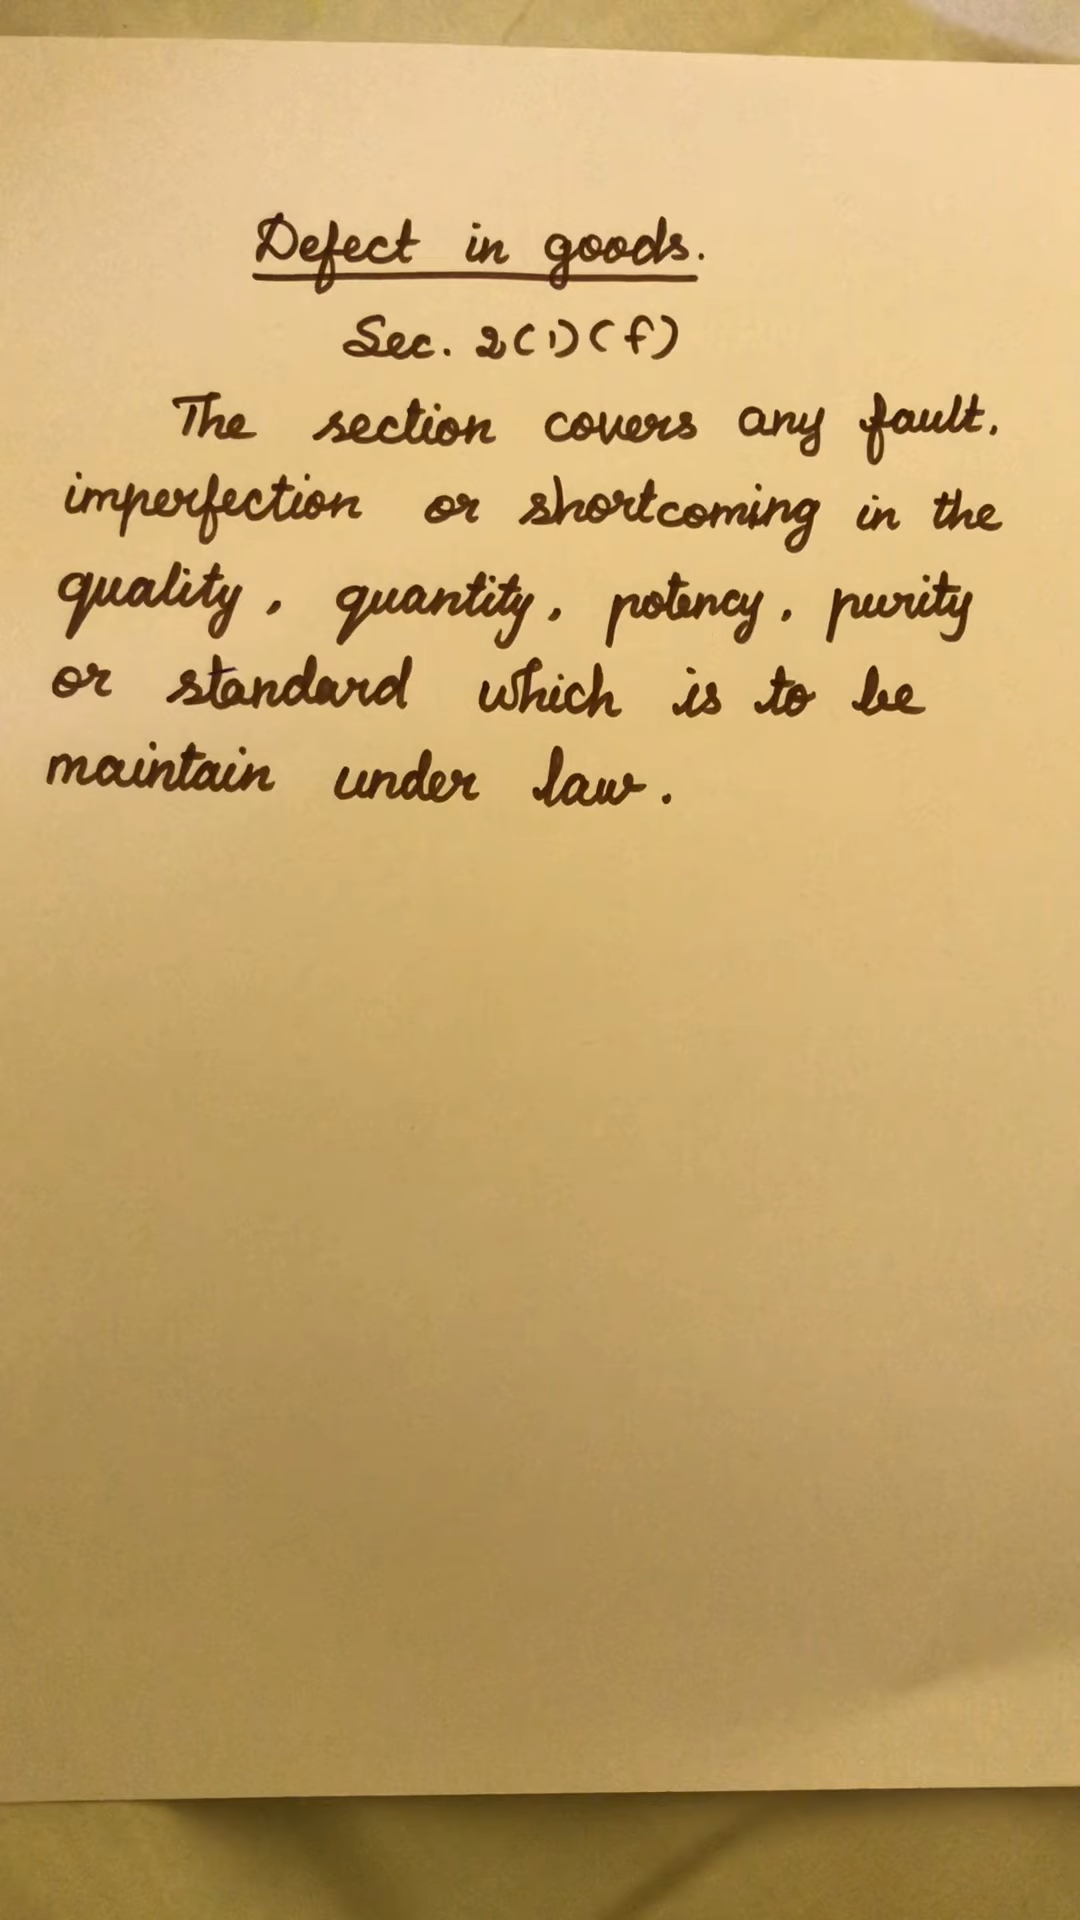 Defect in goods.
Sec. 2(1)(f)
The section covers any fault,
imperfection or shortcoming in the
quality, quantity, potency, purity
or standard which is to be
maintain under law.